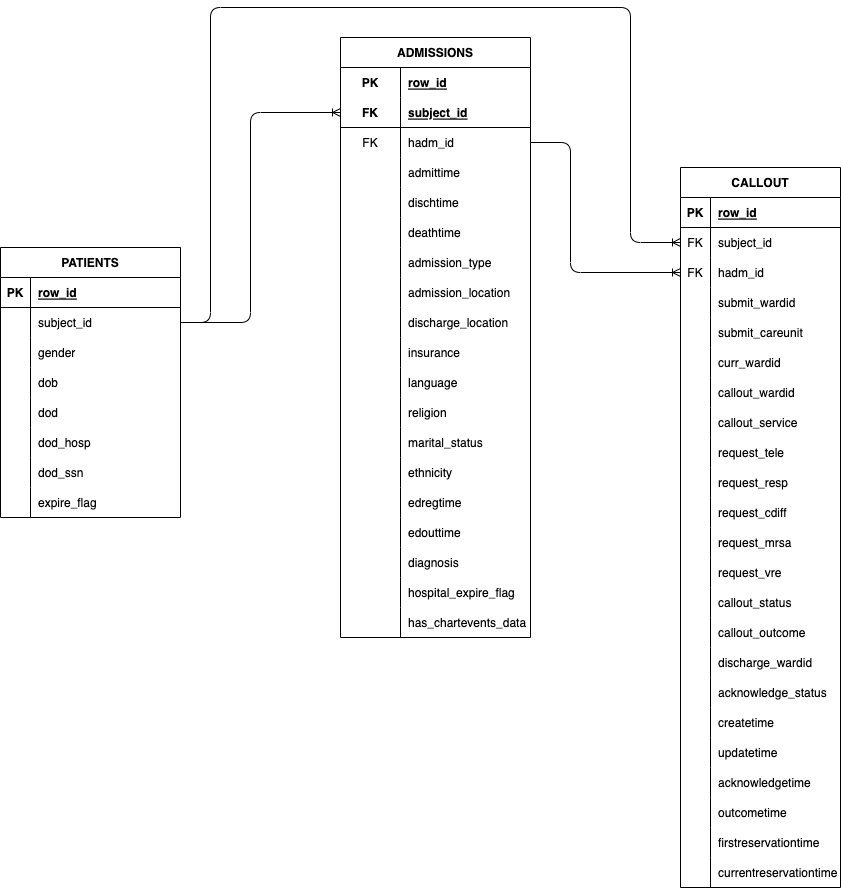 ADMISSIONS
PK row_id
FK subject_id
FK hadm_id
admittime
dischtime
deathtime
admission_type
admission_location
discharge_location
insurance
language
religion
marital_status
ethnicity
edregtime
edouttime
diagnosis
hospital_expire_flag
has_chartevents_data
CALLOUT
PK row_id
FK subject_id
FK hadm_id
submit_wardid
submit_careunit
curr_wardid
callout_wardid
callout_service
request_tele
request_resp
request_cdiff
request_mrsa
request_vre
callout_status
callout_outcome
discharge_wardid
acknowledge_status
createtime
updatetime
acknowledgetime
outcometime
firstreservationtime
currentreservationtime
PATIENTS
PK row_id
subject_id
gender
dob
dod
dod_hosp
dod_ssn
expire_flag